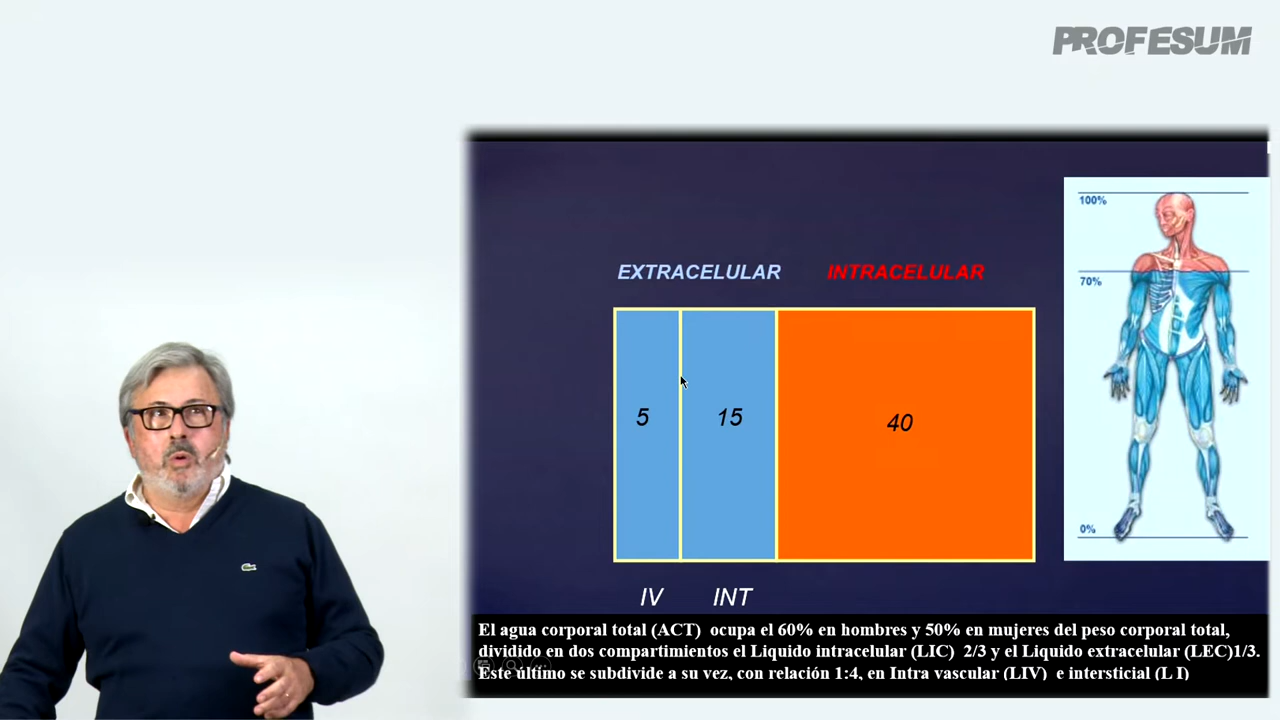 PROFESUM
100%
EXTRACELULAR INTRACELULAR
70%
5 15 40
0%
IV INT
El agua corporal total (ACT) ocupa el 60% en hombres y 50% en mujeres del peso corporal total,
dividido en dos compartimientos el Liquido intracelular (LIC) 2/3 y el Liquido extracelular (LEC)1/3.
Este último se subdivide a su vez, con relación 1:4, en Intra vascular (LIV) e intersticial (L I)